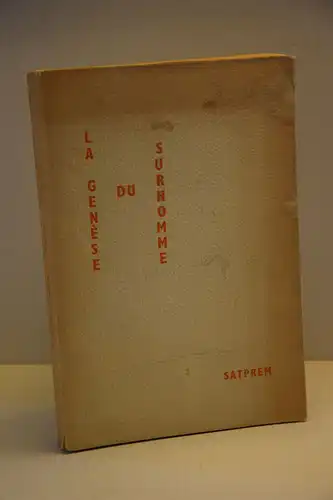 LA GENÈSE
DU
SURHOMME
SATPREM